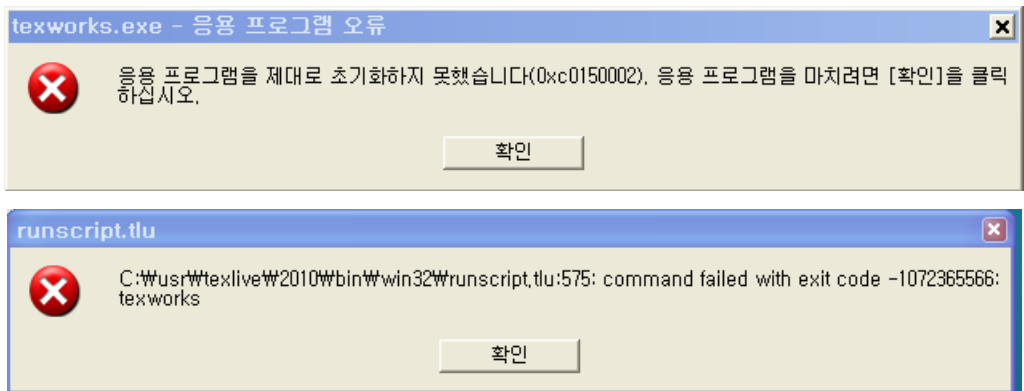 texworks.exe - 응용 프로그램 오류
응용 프로그램을 제대로 초기화하지 못했습니다(0xc0150002). 응용 프로그램을 마치려면 [확인]을 클릭
하십시오.
확인
runscript.tlu
C:₩usr₩texlive₩2010₩bin₩win32₩runscript.tlu:575: command failed with exit code -1072365566:
texworks
확인